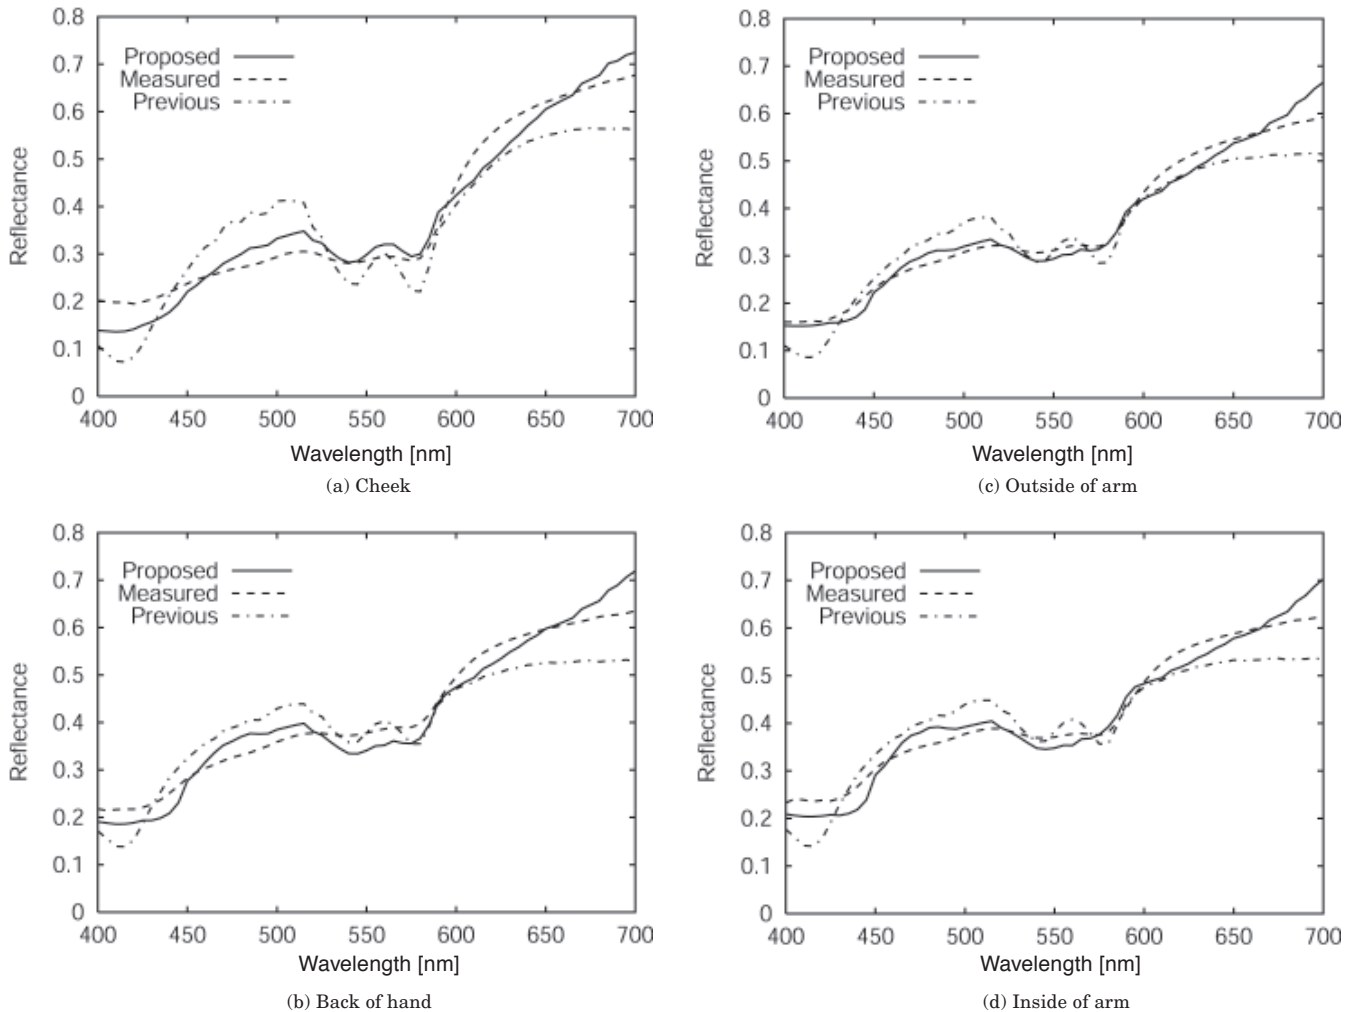 0.8
0.7
0.6
0.5
0.4
0.3
0.2
0.1
0
Reflectance
Proposed
Measured
Previous
400 450 500 550 600 650 700
Wavelength [nm]
(a) Cheek
0.8
0.7
0.6
0.5
0.4
0.3
0.2
0.1
0
Reflectance
Proposed
Measured
Previous
400 450 500 550 600 650 700
Wavelength [nm]
(c) Outside of arm
0.8
0.7
0.6
0.5
0.4
0.3
0.2
0.1
0
Reflectance
Proposed
Measured
Previous
400 450 500 550 600 650 700
Wavelength [nm]
(b) Back of hand
0.8
0.7
0.6
0.5
0.4
0.3
0.2
0.1
0
Reflectance
Proposed
Measured
Previous
400 450 500 550 600 650 700
Wavelength [nm]
(d) Inside of arm